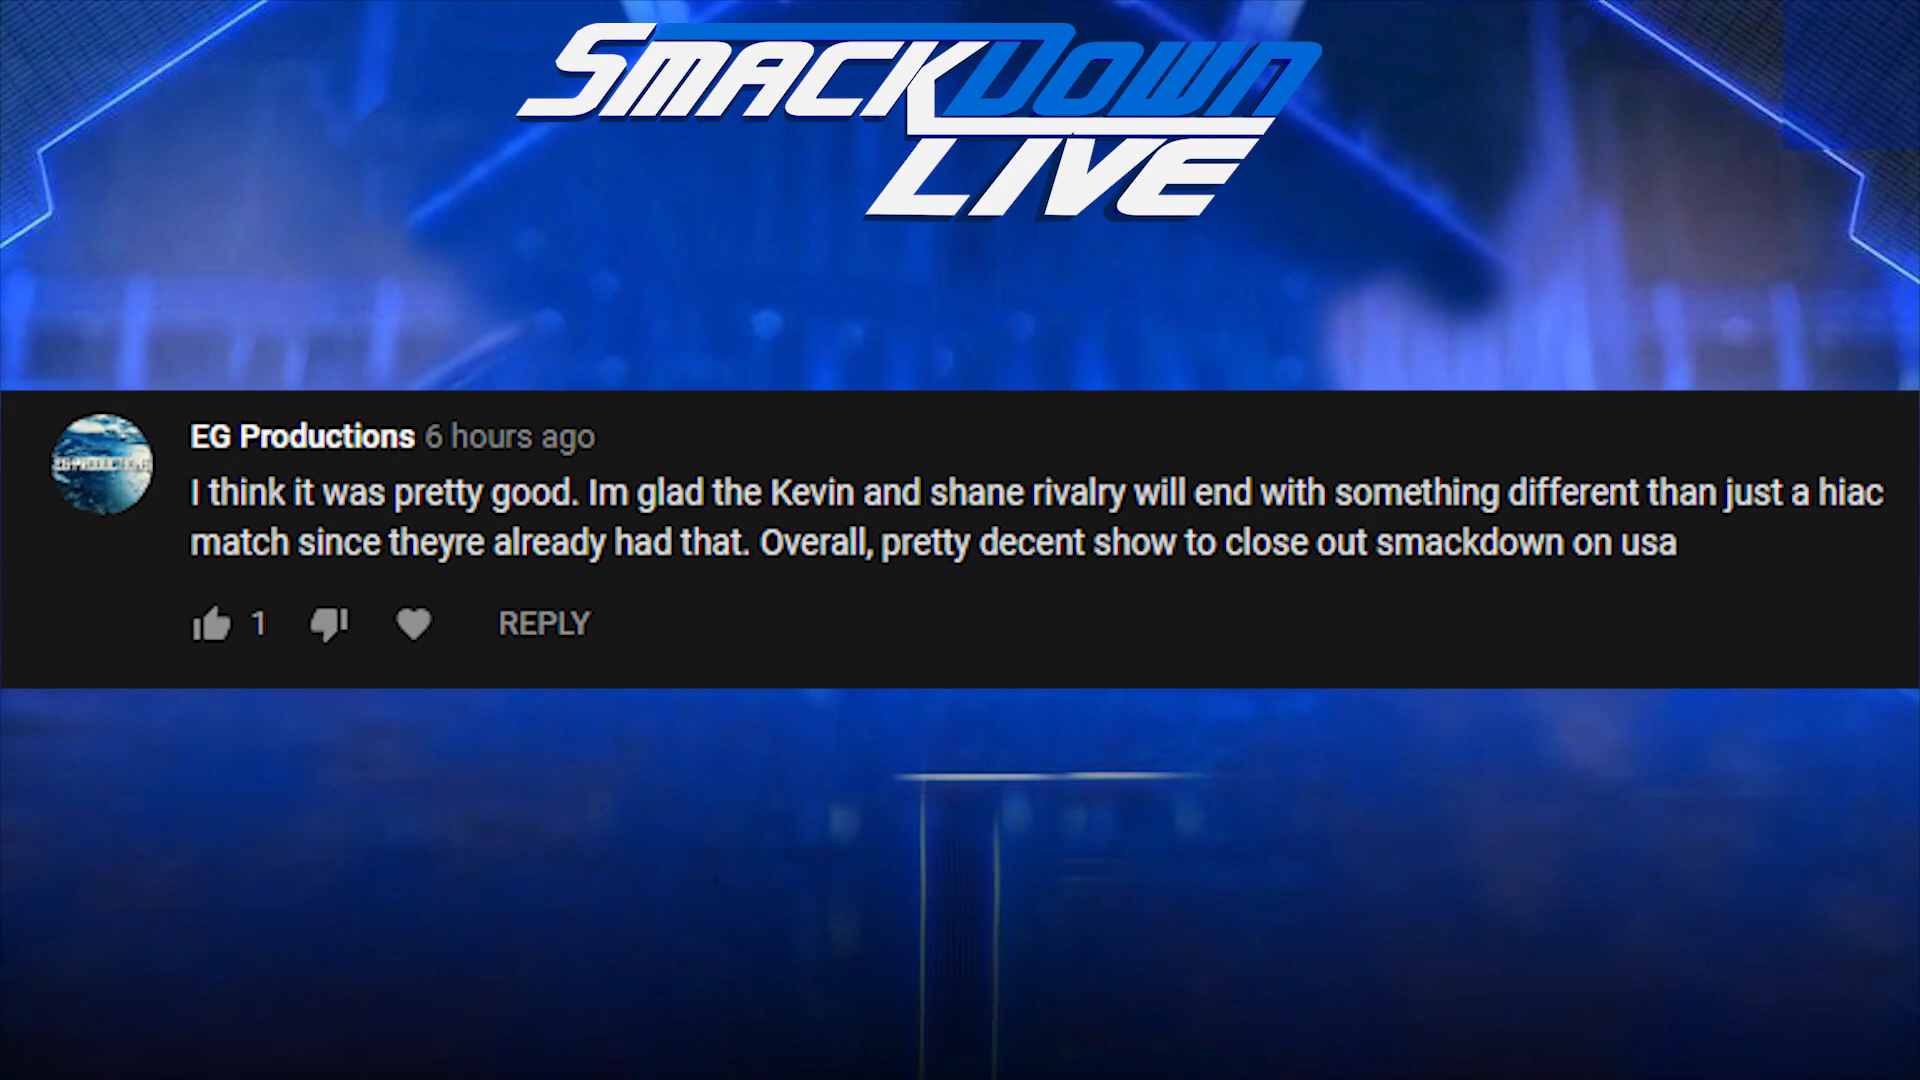 SMACKDOWN
LIVE
EG Productions 6 hours ago
I think it was pretty good. Im glad the Kevin and shane rivalry will end with something different than just a hiac
match since theyre already had that. Overall, pretty decent show to close out smackdown on usa
1 REPLY
EG PRODUCTIONS